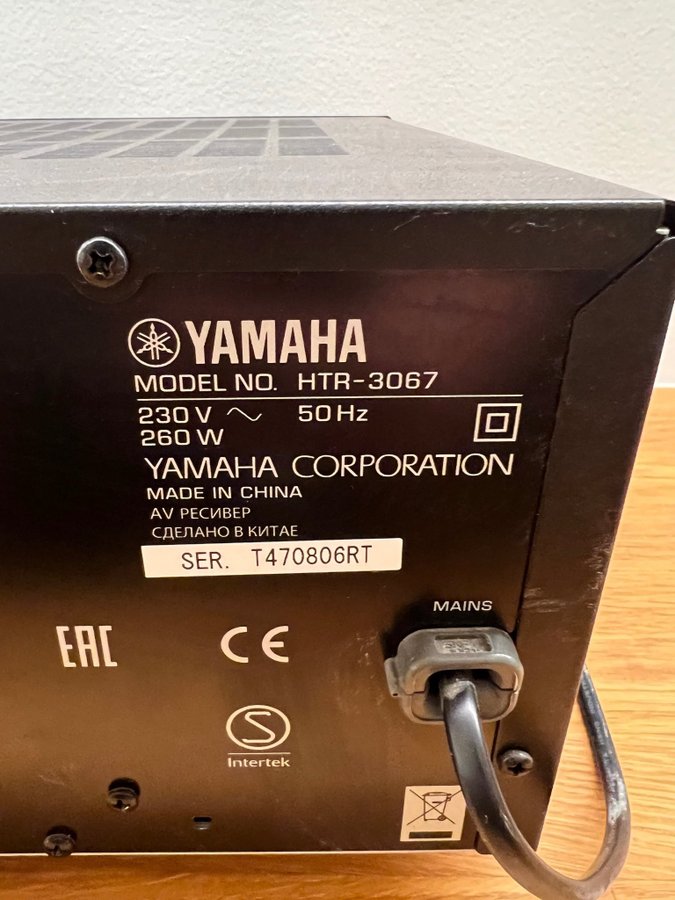 YAMAHA
MODEL NO. HTR-3067
230 V ~ 50 Hz
260 W
YAMAHA CORPORATION
MADE IN CHINA
AV РЕСИВЕР
СДЕЛАНО В КИТАЕ
SER. T470806RT
MAINS
EAC
CE
S
Intertek